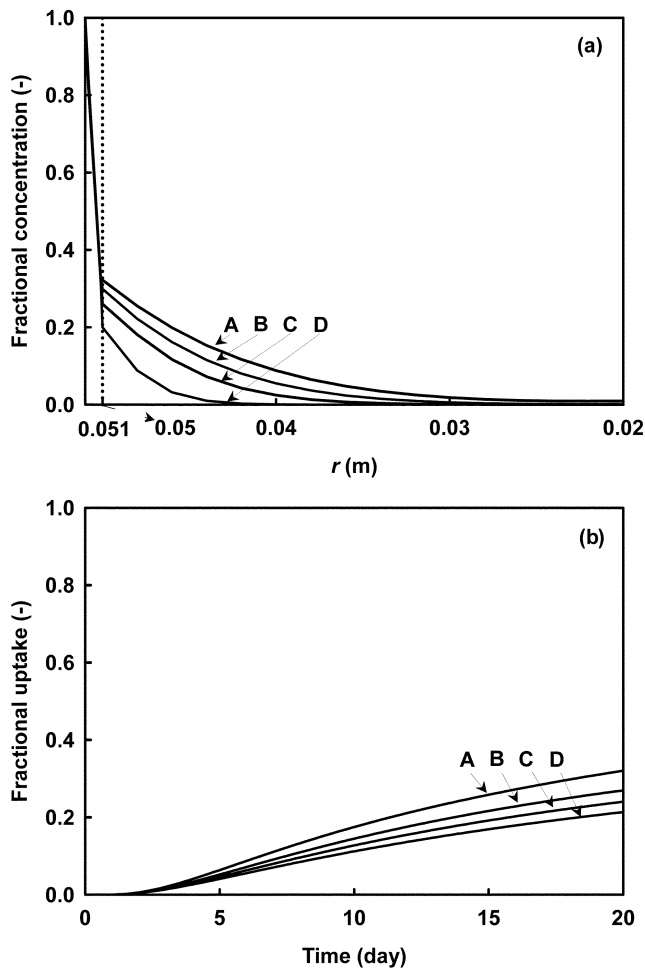 1.0
(a)
0.8
0.6
0.4
0.2
0.0
Fractional concentration (-)
A B C D
0.051 0.05 0.04 0.03 0.02
r (m)
1.0
(b)
0.8
0.6
0.4
0.2
0.0
Fractional uptake (-)
A B C D
0 5 10 15 20
Time (day)